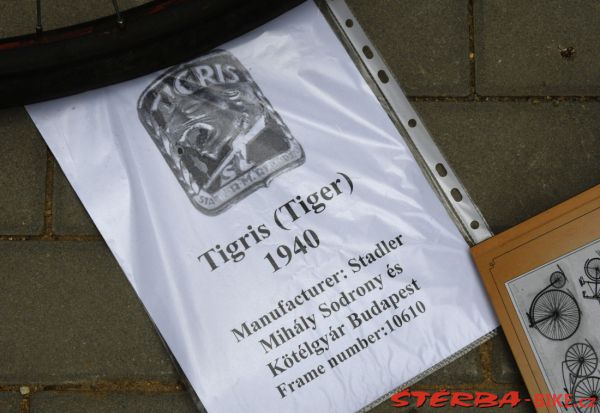 TIGRIS
Tigris (Tiger)
1940
Manufacturer: Stadler
Mihály Sodrony és
Kötélgyár Budapest
Frame number:10610
STERBA-BIKE.cz